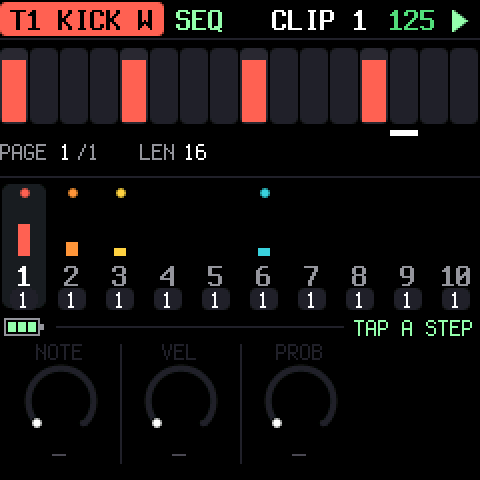 T1 KICK W SEQ CLIP 1 125
PAGE 1/1 LEN 16
1 2 3 4 5 6 7 8 9 10
1 1 1 1 1 1 1 1 1 1
TAP A STEP
NOTE VEL PROB